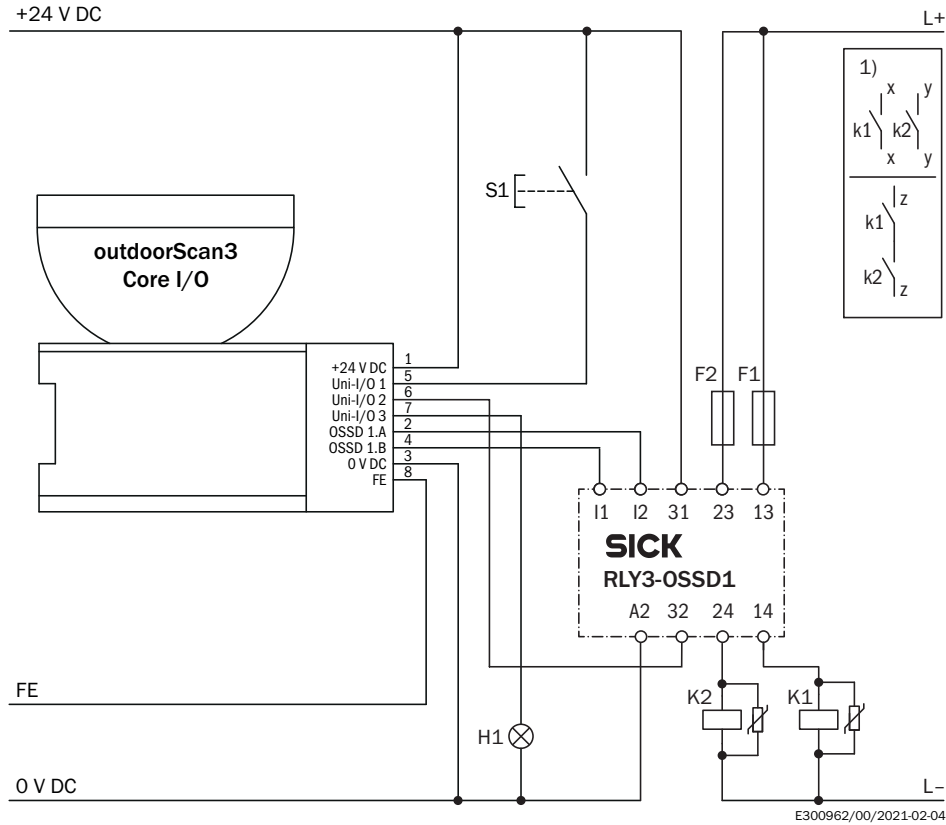 +24 V DC
L+
1)
x y
k1 k2
x y
z
k1
k2
z
S1
outdoorScan3
Core I/O
+24 V DC 1
Uni-I/O 1 5
Uni-I/O 2 6
Uni-I/O 3 7
OSSD 1.A 2
OSSD 1.B 4
0 V DC 3
FE 8
F2 F1
I1 I2 31 23 13
SICK
RLY3-OSSD1
A2 32 24 14
FE
K2 K1
H1
0 V DC
L–
E300962/00/2021-02-04